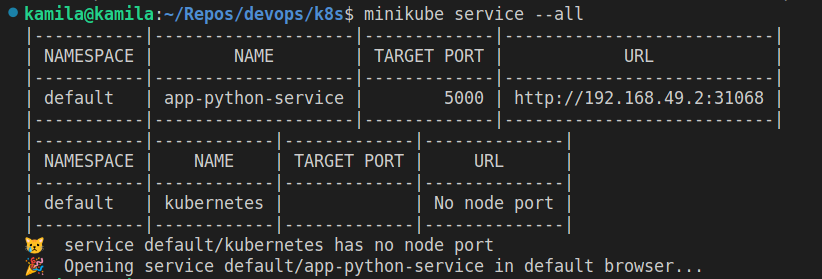 kamila@kamila:~/Repos/devops/k8s$ minikube service --all
|-----------|--------------------|-------------|---------------------------|
| NAMESPACE |        NAME        | TARGET PORT |            URL            |
|-----------|--------------------|-------------|---------------------------|
| default   | app-python-service |        5000 | http://192.168.49.2:31068 |
|-----------|--------------------|-------------|---------------------------|
|-----------|------------|-------------|--------------|
| NAMESPACE |    NAME    | TARGET PORT |     URL      |
|-----------|------------|-------------|--------------|
| default   | kubernetes |             | No node port |
|-----------|------------|-------------|--------------|
😿  service default/kubernetes has no node port
🎉  Opening service default/app-python-service in default browser...